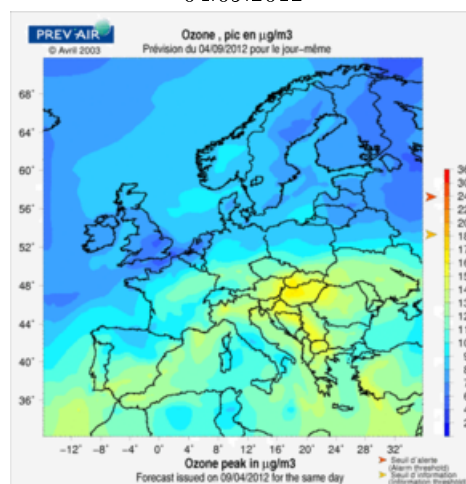 PREV'AIR
© Avril 2003
Ozone , pic en µg/m3
Prévision du 04/09/2012 pour le jour−même
68°
64°
60°
56°
52°
48°
44°
40°
36°
−12° −8° −4° 0° 4° 8° 12° 16° 20° 24° 28° 32°
Ozone peak in µg/m3
Forecast issued on 09/04/2012 for the same day
Seuil d'alerte
(Alarm threshold)
Seuil d'information
(Information threshold)